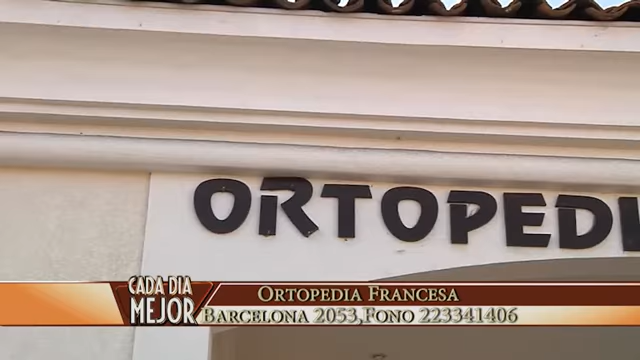 ORTOPEDI
CADA DIA
MEJOR
ORTOPEDIA FRANCESA
BARCELONA 2053,FONO 223341406